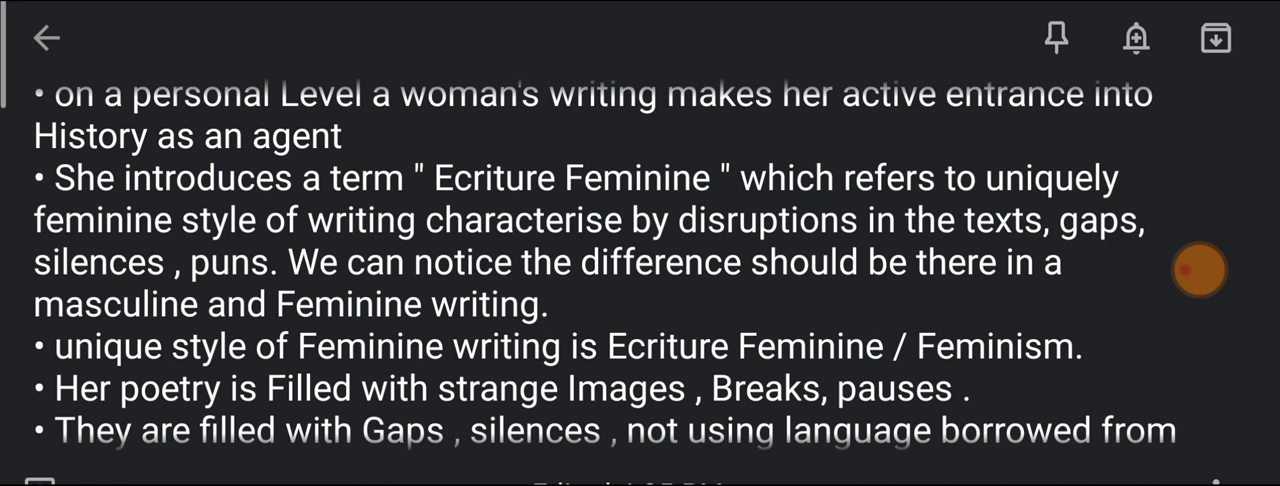 • on a personal Level a woman's writing makes her active entrance into
History as an agent
• She introduces a term " Ecriture Feminine " which refers to uniquely
feminine style of writing characterise by disruptions in the texts, gaps,
silences , puns. We can notice the difference should be there in a
masculine and Feminine writing.
• unique style of Feminine writing is Ecriture Feminine / Feminism.
• Her poetry is Filled with strange Images , Breaks, pauses .
• They are filled with Gaps , silences , not using language borrowed from